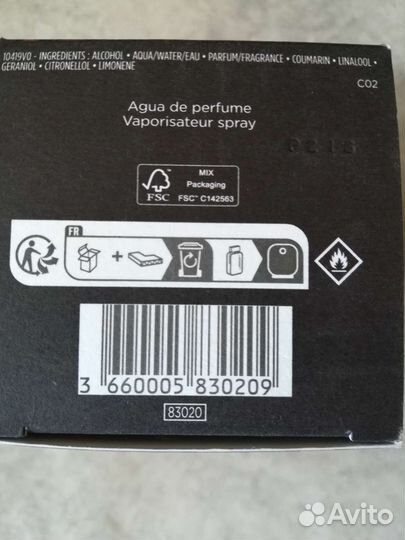 10419V0 - INGREDIENTS : ALCOHOL • AQUA/WATER/EAU • PARFUM/FRAGRANCE • COUMARIN • LINALOOL •
GERANIOL • CITRONELLOL • LIMONENE
C02
Agua de perfume
Vaporisateur spray
MIX
Packaging
FSC
FSC™ C142563
FR
3 660005 830209
83020
Avito